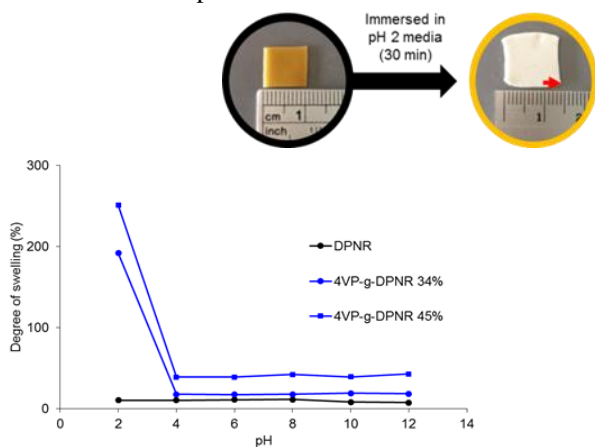 Immersed in
pH 2 media
(30 min)
cm 1
inch
1 2
300
200
100
0
Degree of swelling (%)
DPNR
4VP-g-DPNR 34%
4VP-g-DPNR 45%
0 2 4 6 8 10 12 14
pH